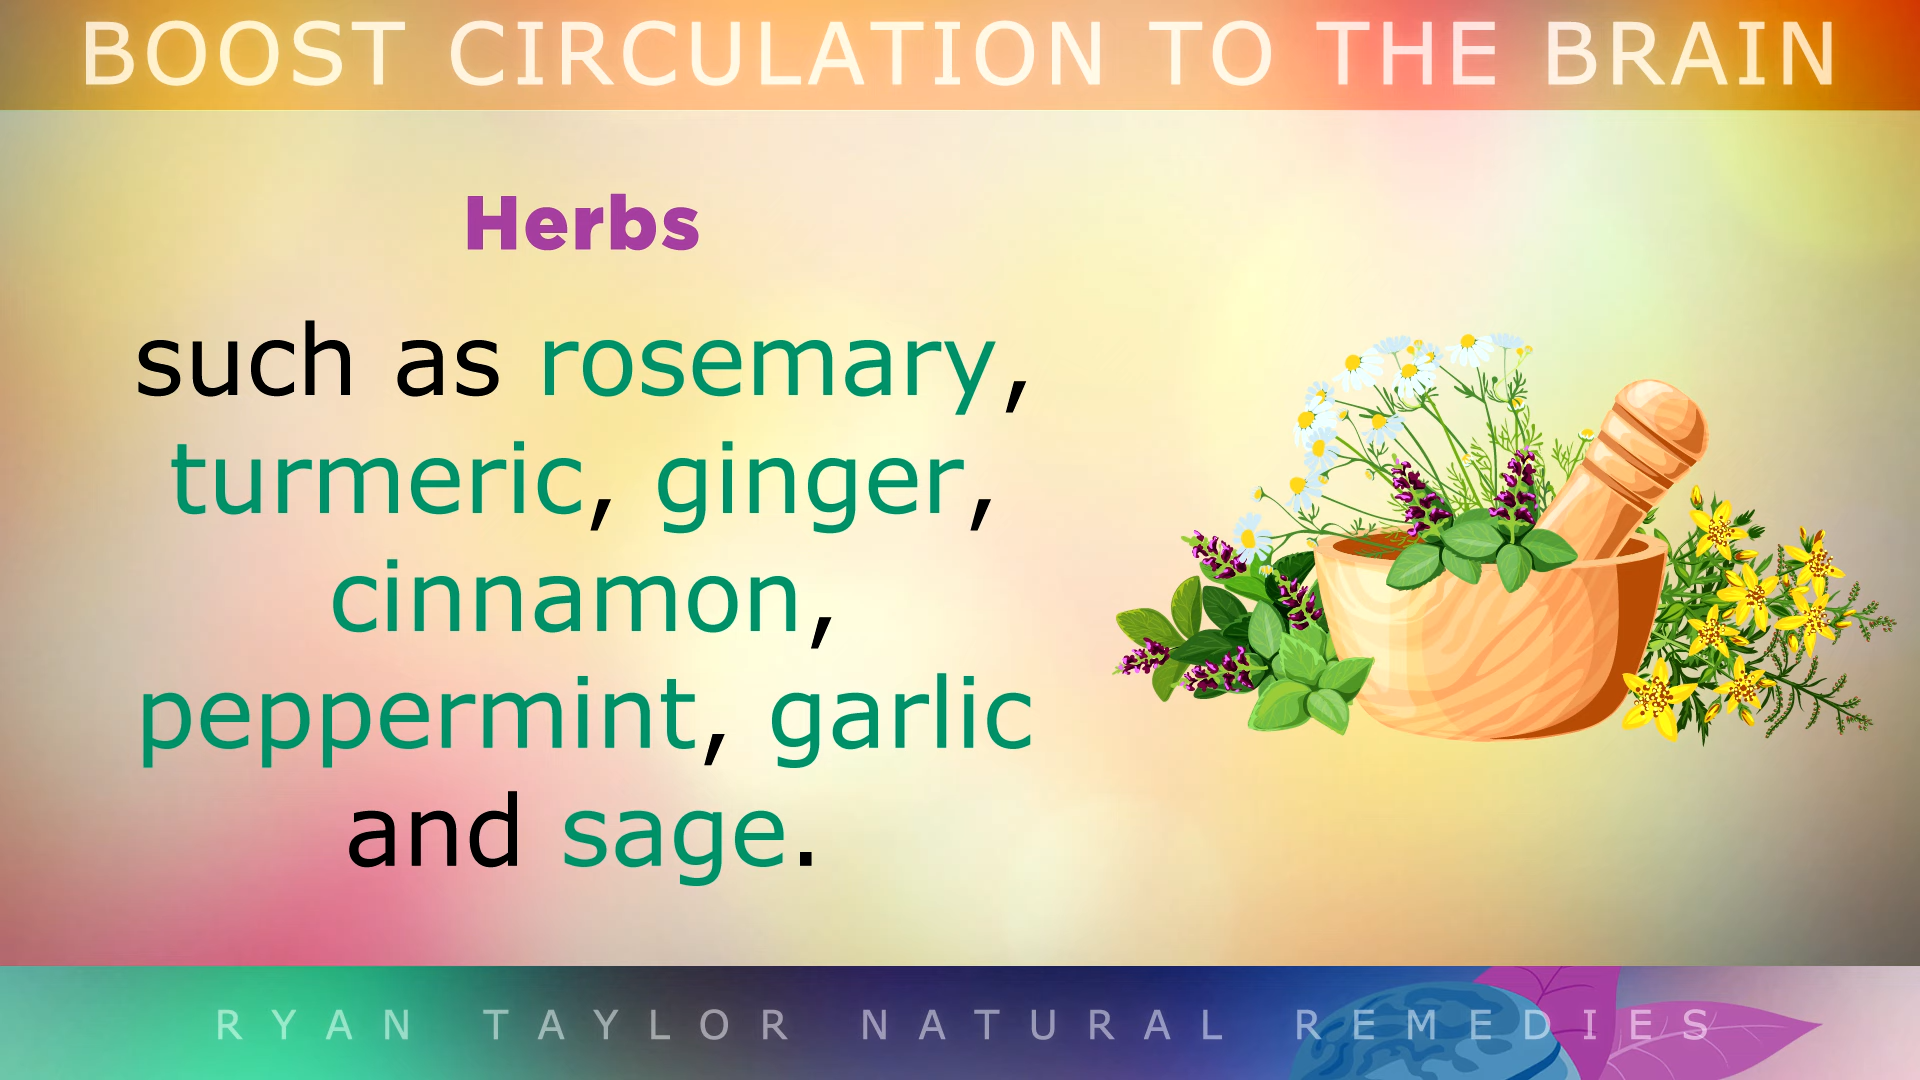 BOOST CIRCULATION TO THE BRAIN
Herbs
such as rosemary,
turmeric, ginger,
cinnamon,
peppermint, garlic
and sage.
RYAN TAYLOR NATURAL REMEDIES